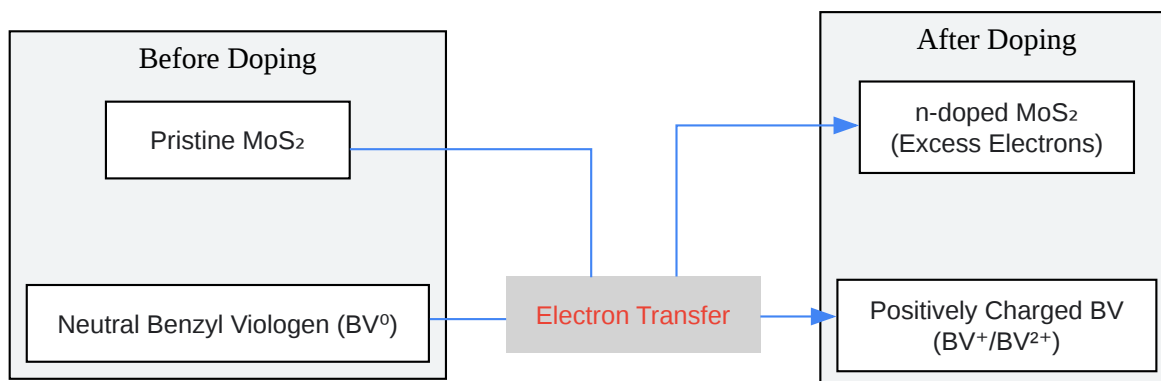 Before Doping
Pristine MoS₂
Neutral Benzyl Viologen (BV⁰)
Electron Transfer
After Doping
n-doped MoS₂
(Excess Electrons)
Positively Charged BV
(BV⁺/BV²⁺)